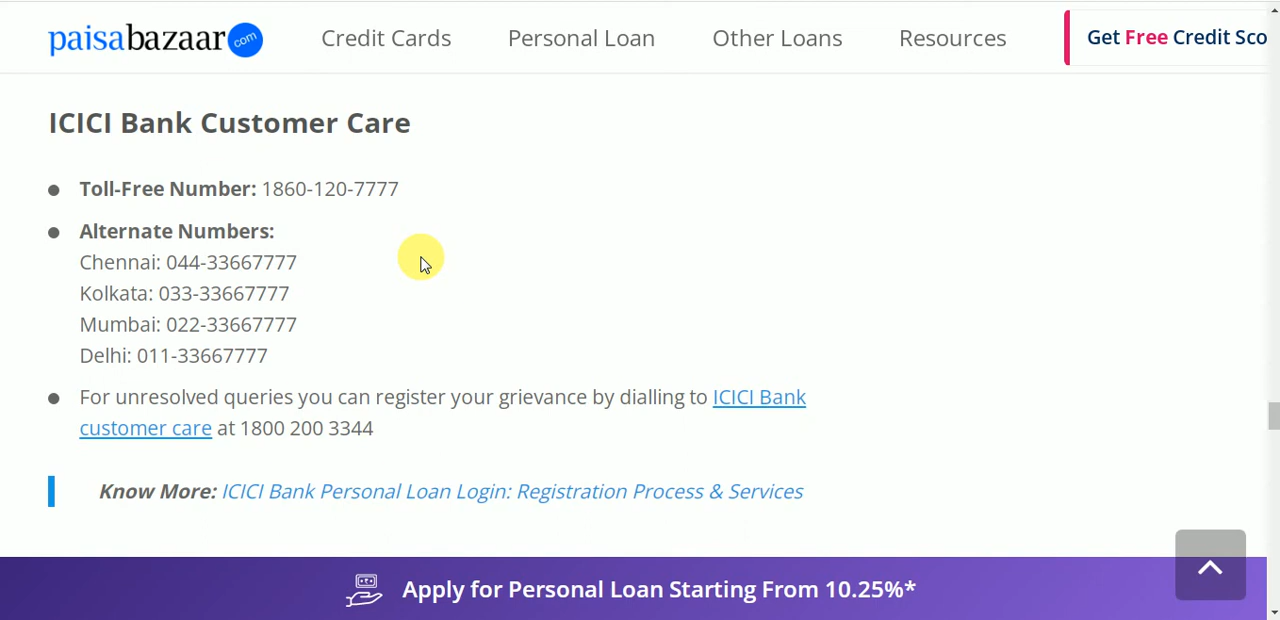 paisabazaar.com
Credit Cards
Personal Loan
Other Loans
Resources
Get Free Credit Sco
ICICI Bank Customer Care
Toll-Free Number: 1860-120-7777
Alternate Numbers:
Chennai: 044-33667777
Kolkata: 033-33667777
Mumbai: 022-33667777
Delhi: 011-33667777
For unresolved queries you can register your grievance by dialling to ICICI Bank
customer care at 1800 200 3344
Know More: ICICI Bank Personal Loan Login: Registration Process & Services
Apply for Personal Loan Starting From 10.25%*